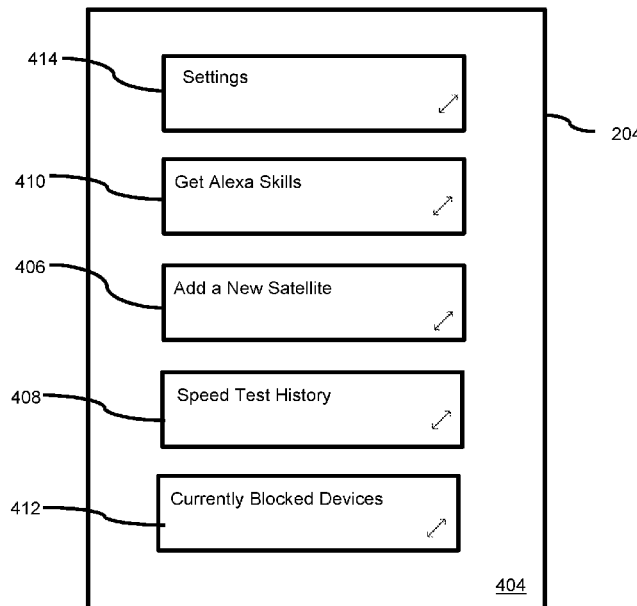 414
Settings
204
410
Get Alexa Skills
406
Add a New Satellite
408
Speed Test History
412
Currently Blocked Devices
404